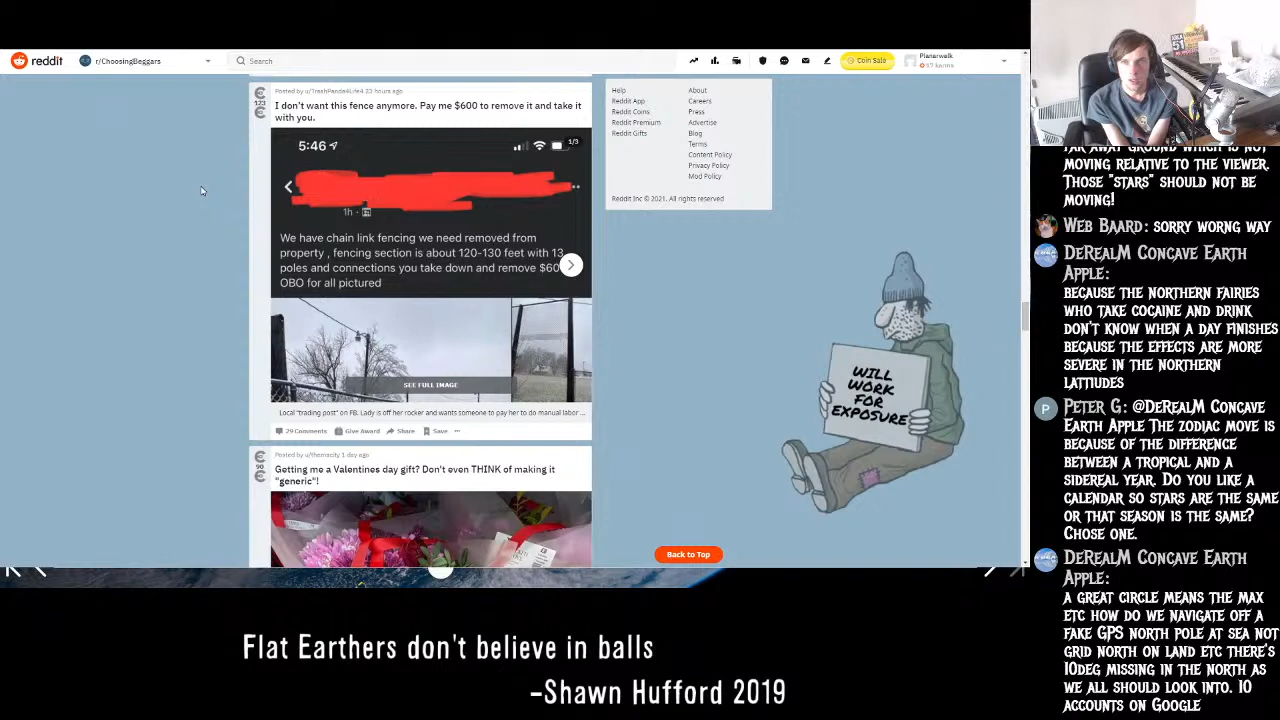 reddit
r/ChoosingBeggars
Search
Coin Sale
Planarwalk
57 karma
Posted by u/TrashPanda4Life4 23 hours ago
123
I don't want this fence anymore. Pay me $600 to remove it and take it
with you.
5:46
1/3
1h
We have chain link fencing we need removed from
property , fencing section is about 120-130 feet with 13
poles and connections you take down and remove $60
OBO for all pictured
SEE FULL IMAGE
Local "trading post" on FB. Lady is off her rocker and wants someone to pay her to do manual labor ...
29 Comments Give Award Share Save
Posted by u/themacity 1 day ago
90
Getting me a Valentines day gift? Don't even THINK of making it
"generic"!
Help About
Reddit App Careers
Reddit Coins Press
Reddit Premium Advertise
Reddit Gifts Blog
Terms
Content Policy
Privacy Policy
Mod Policy
Reddit Inc © 2021. All rights reserved
WILL
WORK
FOR
EXPOSURE
Back to Top
Flat Earthers don't believe in balls
-Shawn Hufford 2019
AREA
51
FAR AWAY GROUND WHICH IS NOT
MOVING RELATIVE TO THE VIEWER.
THOSE "STARS" SHOULD NOT BE
MOVING!
WEB BAARD: SORRY WORNG WAY
DEREALM CONCAVE EARTH
APPLE:
BECAUSE THE NORTHERN FAIRIES
WHO TAKE COCAINE AND DRINK
DON'T KNOW WHEN A DAY FINISHES
BECAUSE THE EFFECTS ARE MORE
SEVERE IN THE NORTHERN
LATTIUDES
P
PETER G: @DEREALM CONCAVE
EARTH APPLE THE ZODIAC MOVE IS
BECAUSE OF THE DIFFERENCE
BETWEEN A TROPICAL AND A
SIDEREAL YEAR. DO YOU LIKE A
CALENDAR SO STARS ARE THE SAME
OR THAT SEASON IS THE SAME?
CHOSE ONE.
DEREALM CONCAVE EARTH
APPLE:
A GREAT CIRCLE MEANS THE MAX
ETC HOW DO WE NAVIGATE OFF A
FAKE GPS NORTH POLE AT SEA NOT
GRID NORTH ON LAND ETC THERE'S
10DEG MISSING IN THE NORTH AS
WE ALL SHOULD LOOK INTO. 10
ACCOUNTS ON GOOGLE